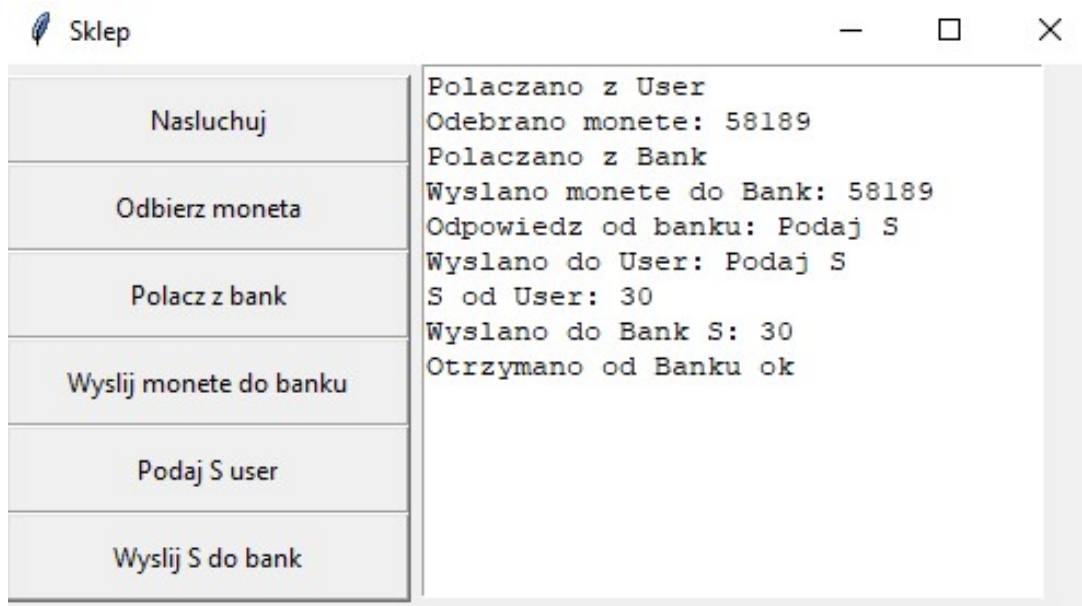 Sklep
Nasluchuj
Odbierz moneta
Polacz z bank
Wyslij monete do banku
Podaj S user
Wyslij S do bank
Polaczano z User
Odebrano monete: 58189
Polaczano z Bank
Wyslano monete do Bank: 58189
Odpowiedz od banku: Podaj S
Wyslano do User: Podaj S
S od User: 30
Wyslano do Bank S: 30
Otrzymano od Banku ok